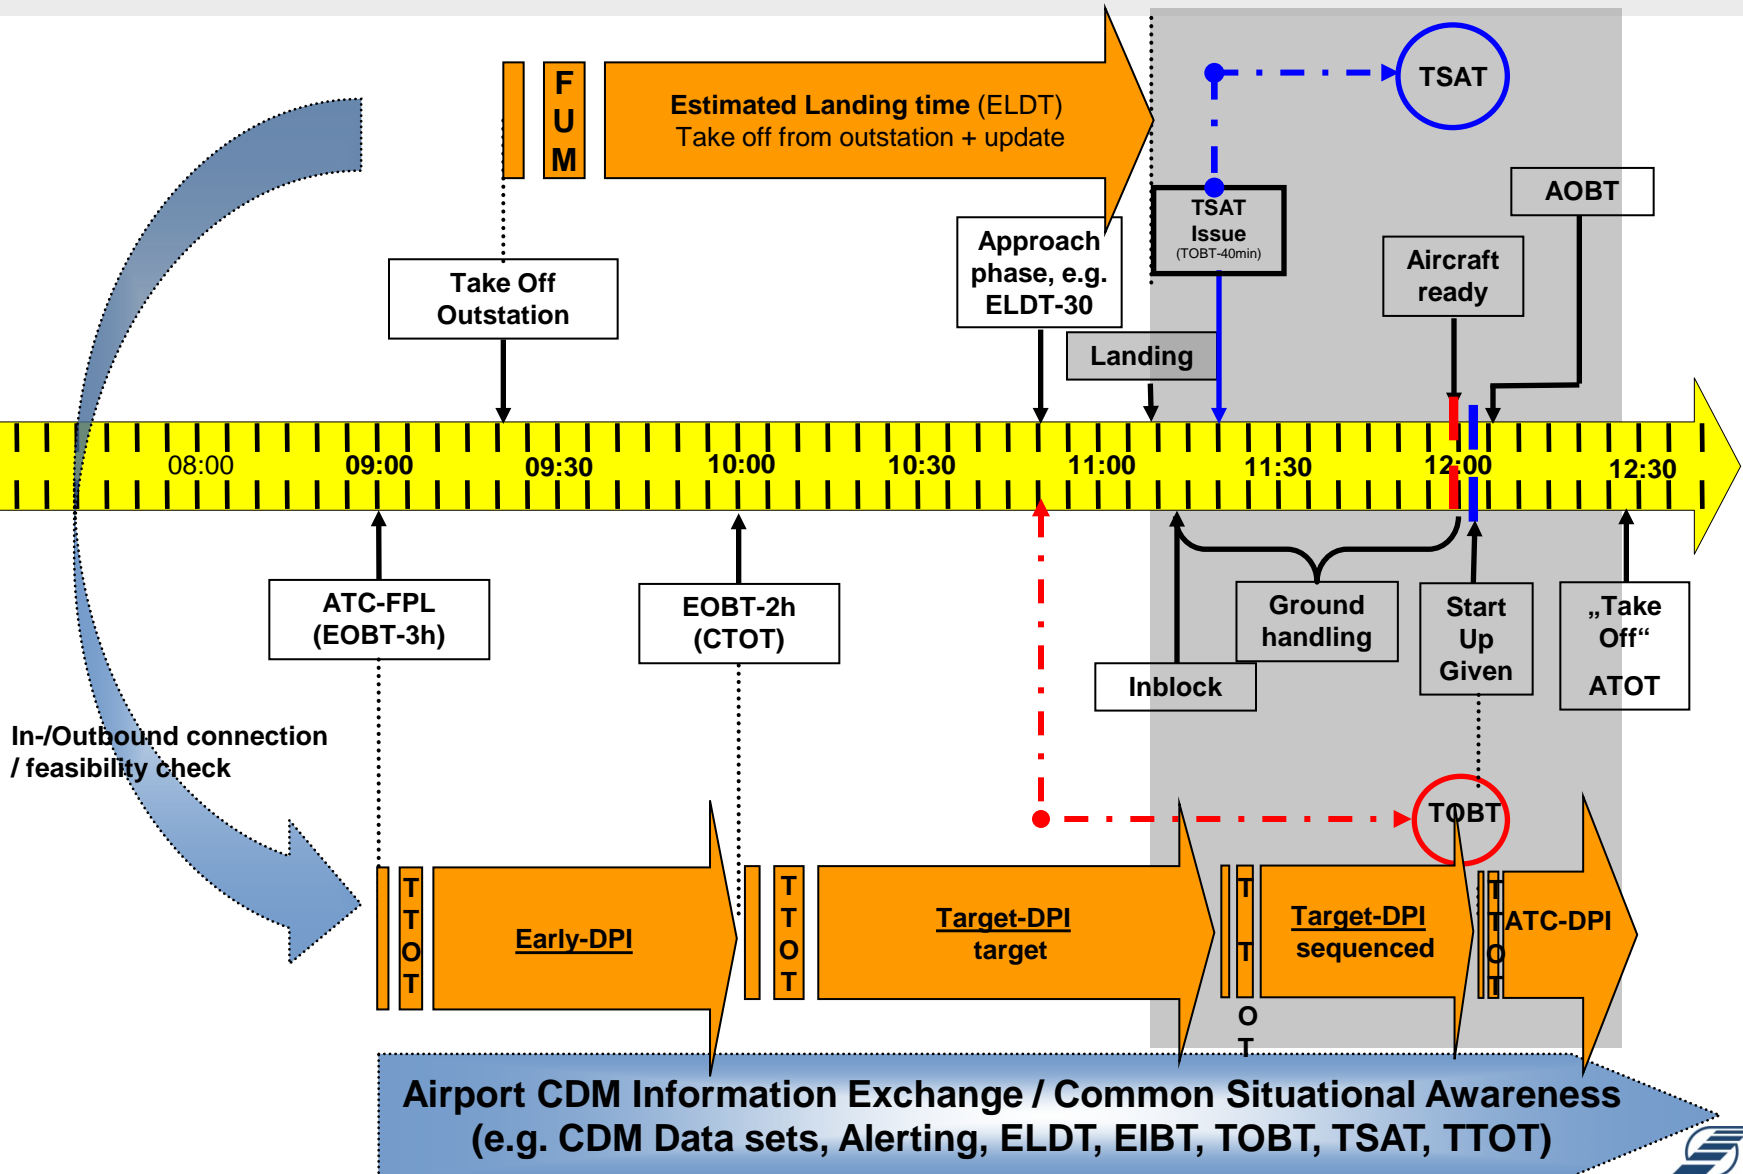 F
U
M
Estimated Landing time (ELDT)
Take off from outstation + update
TSAT
TSAT
Issue
(TOBT-40min)
AOBT
Take Off
Outstation
Approach
phase, e.g.
ELDT-30
Aircraft
ready
Landing
08:00
09:00
09:30
10:00
10:30
11:00
11:30
12:00
12:30
ATC-FPL
(EOBT-3h)
EOBT-2h
(CTOT)
Ground
handling
Start
Up
Given
„Take
Off“
ATOT
Inblock
In-/Outbound connection
/ feasibility check
TOBT
T
T
O
T
Early-DPI
T
T
O
T
Target-DPI
target
T
T
O
T
Target-DPI
sequenced
T
T
O
T
ATC-DPI
Airport CDM Information Exchange / Common Situational Awareness
(e.g. CDM Data sets, Alerting, ELDT, EIBT, TOBT, TSAT, TTOT)